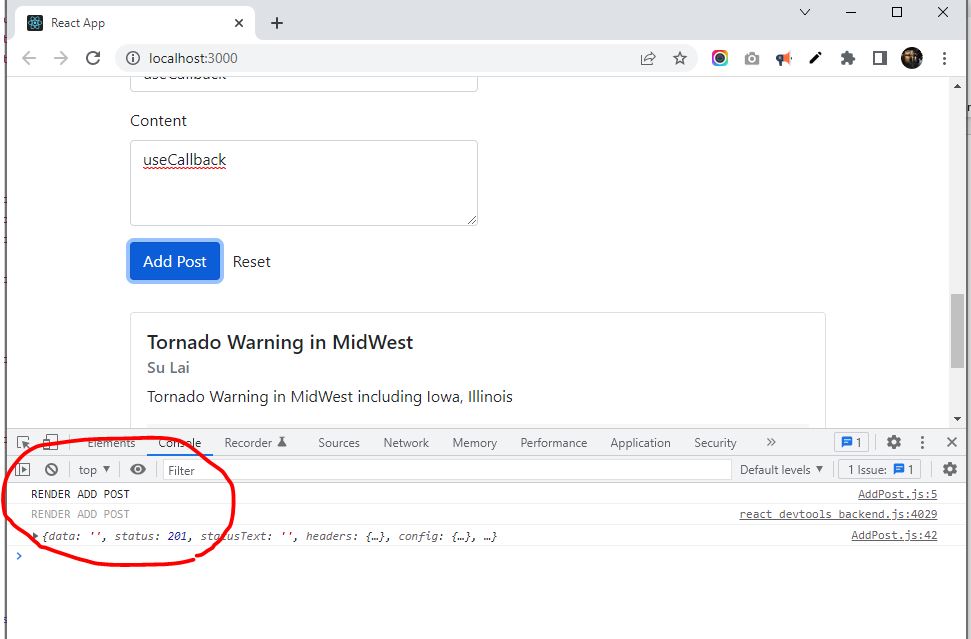 React App
localhost:3000
useCallback
Content
useCallback
Add Post Reset
Tornado Warning in MidWest
Su Lai
Tornado Warning in MidWest including Iowa, Illinois
Elements Console Recorder Sources Network Memory Performance Application Security » 1
top ▼ Filter Default levels ▼ 1 Issue: 1
RENDER ADD POST AddPost.js:5
RENDER ADD POST react devtools backend.js:4029
▶ {data: '', status: 201, statusText: '', headers: {…}, config: {…}, …} AddPost.js:42
>